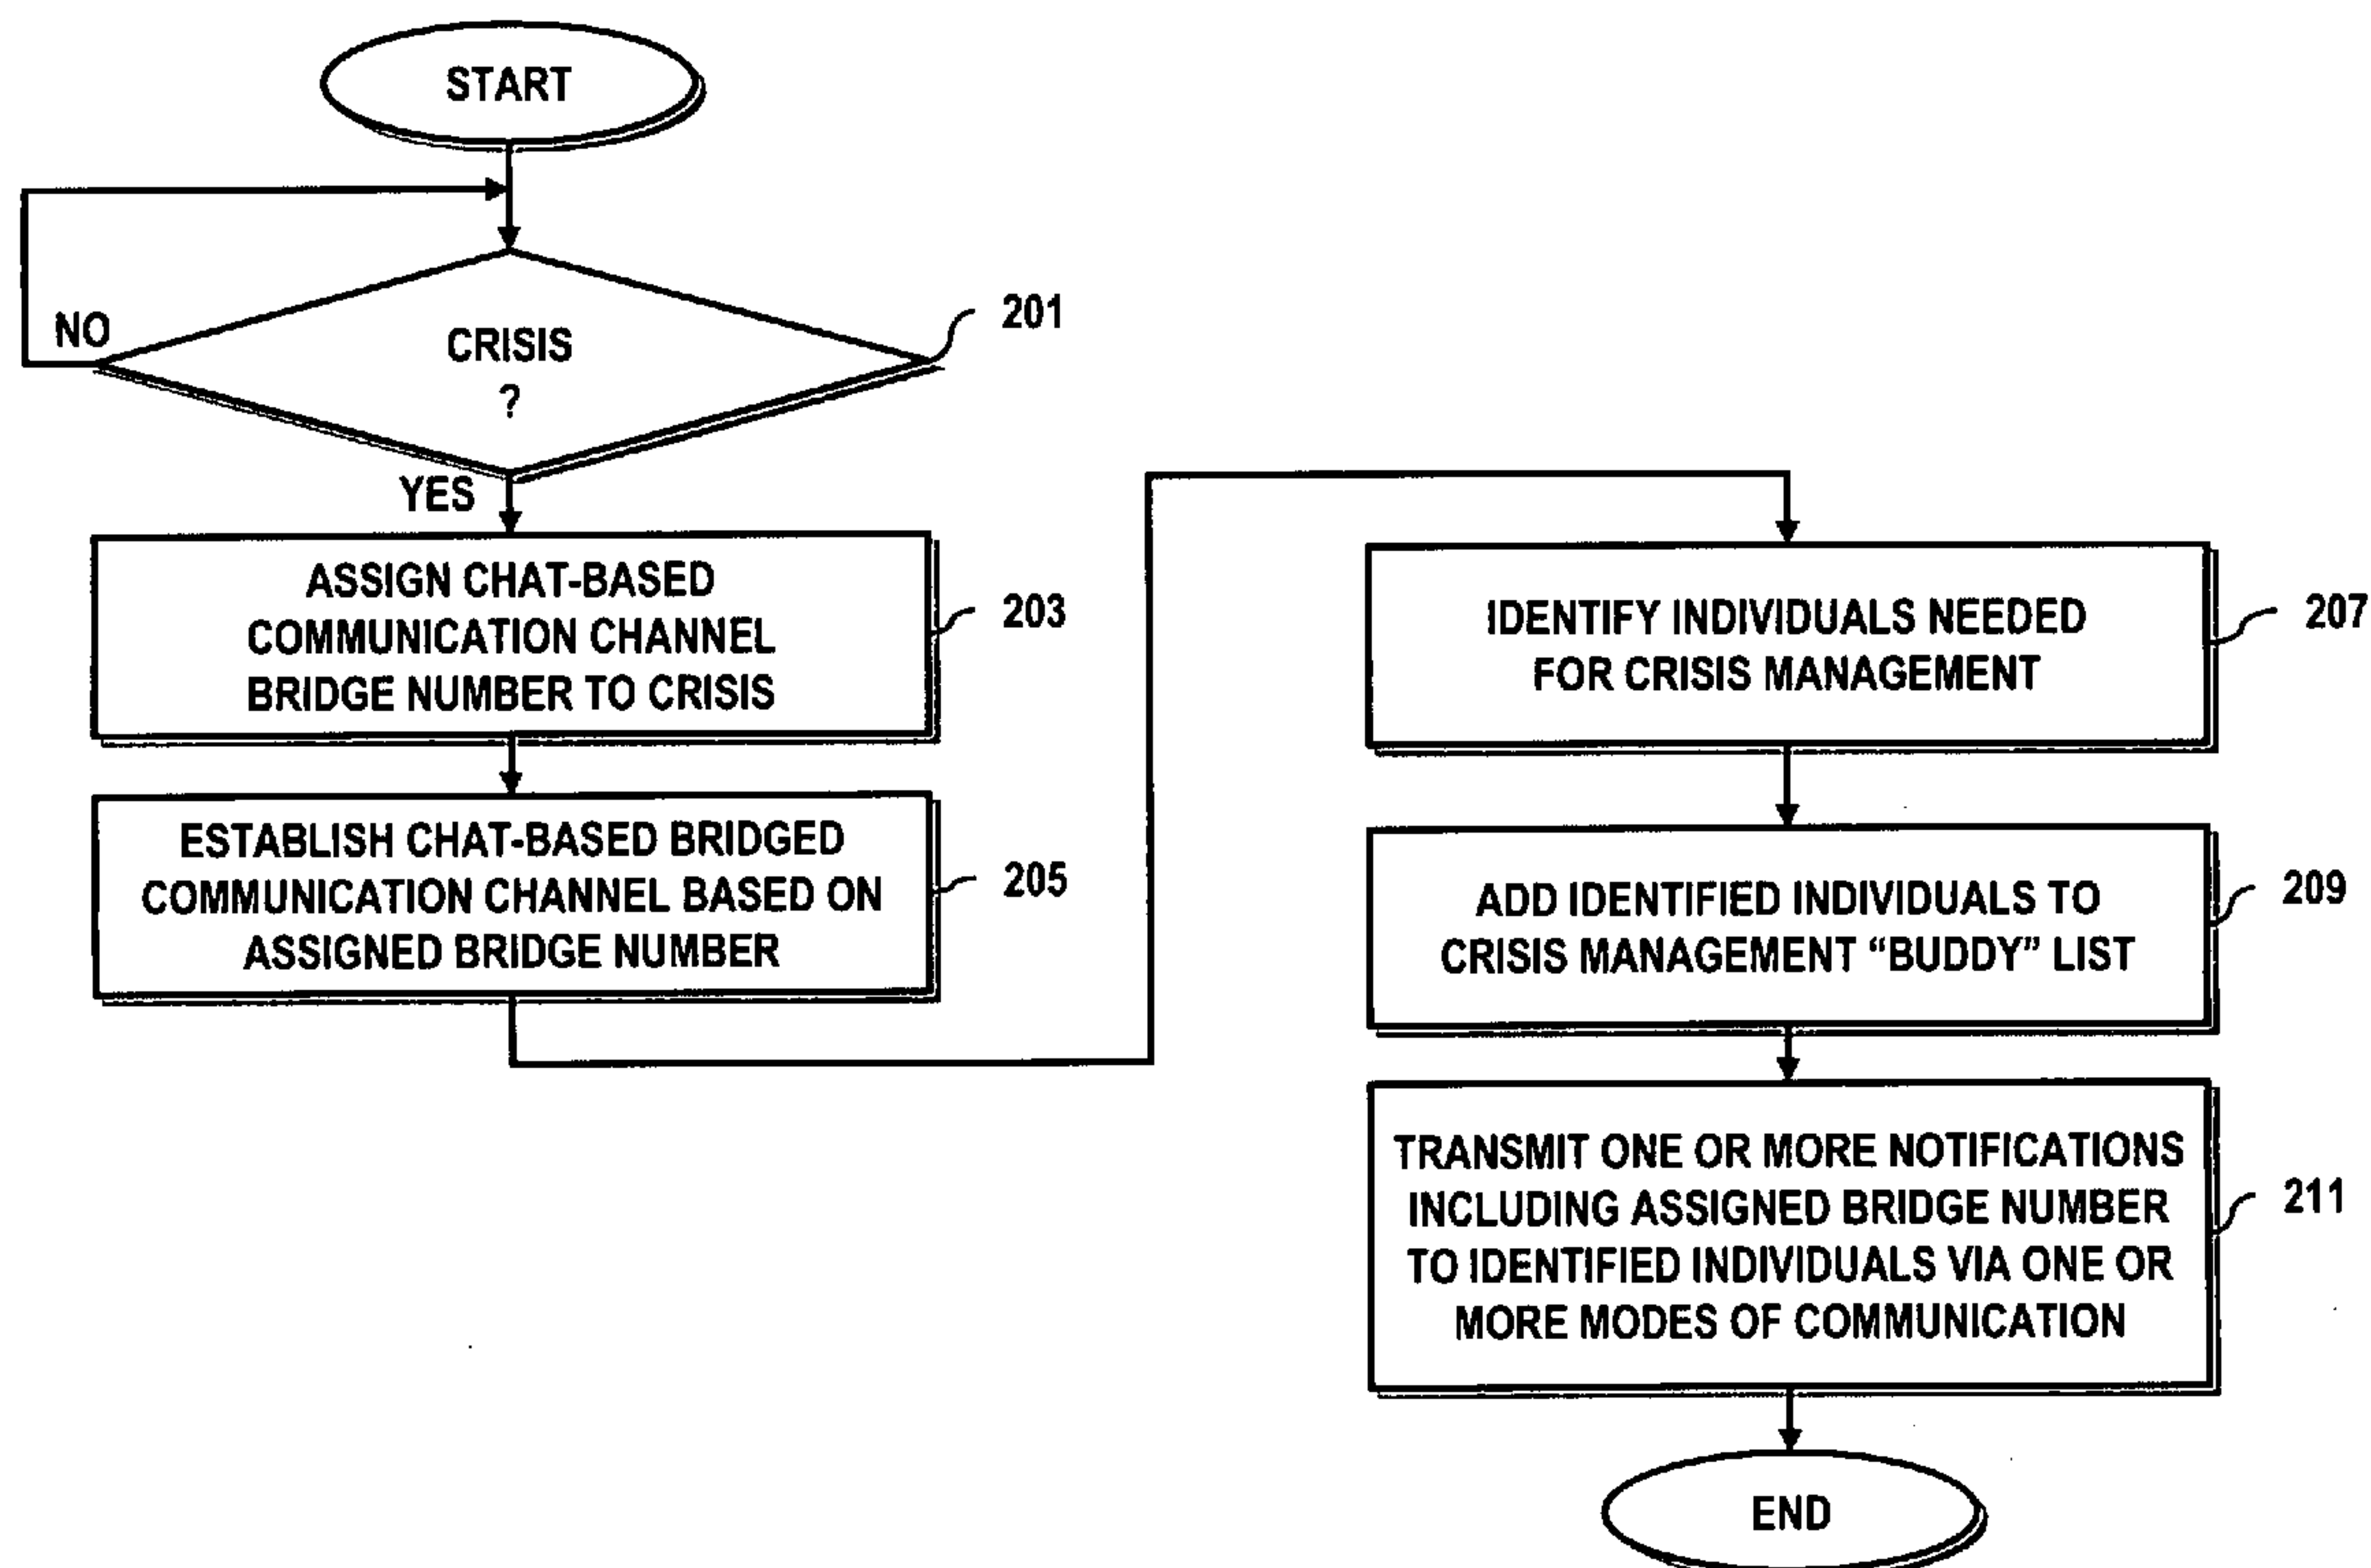 START
NO
CRISIS
?
201
YES
ASSIGN CHAT-BASED
COMMUNICATION CHANNEL
BRIDGE NUMBER TO CRISIS
203
ESTABLISH CHAT-BASED BRIDGED
COMMUNICATION CHANNEL BASED ON
ASSIGNED BRIDGE NUMBER
205
IDENTIFY INDIVIDUALS NEEDED
FOR CRISIS MANAGEMENT
207
ADD IDENTIFIED INDIVIDUALS TO
CRISIS MANAGEMENT “BUDDY” LIST
209
TRANSMIT ONE OR MORE NOTIFICATIONS
INCLUDING ASSIGNED BRIDGE NUMBER
TO IDENTIFIED INDIVIDUALS VIA ONE OR
MORE MODES OF COMMUNICATION
211
END